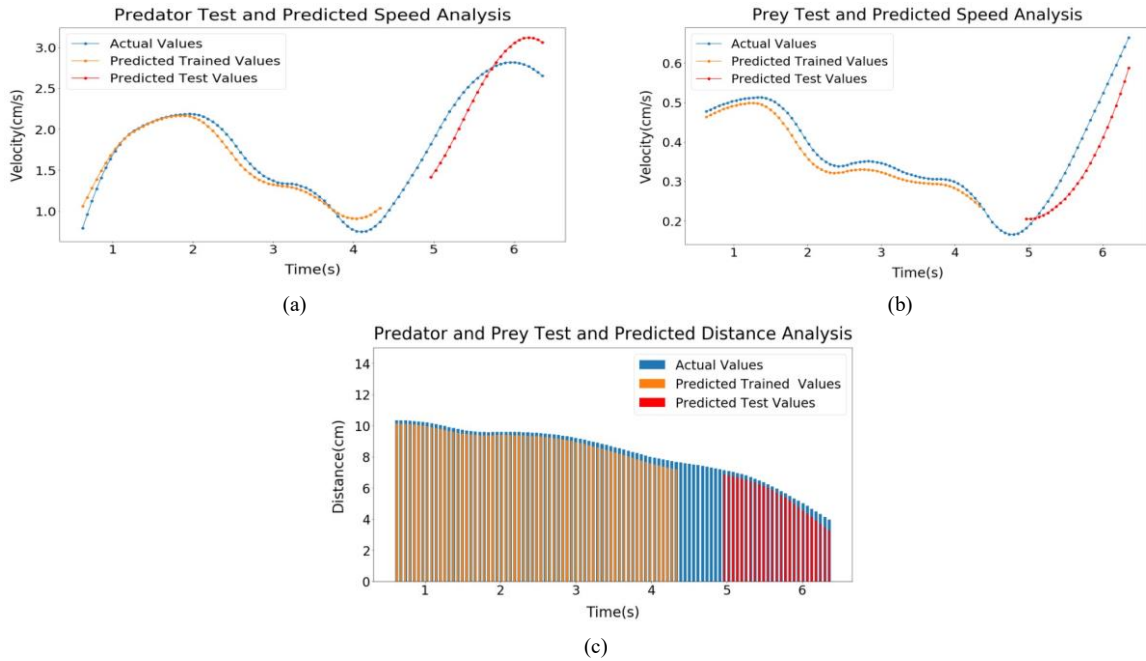 Predator Test and Predicted Speed Analysis
Actual Values
Predicted Trained Values
Predicted Test Values
Velocity(cm/s)
3.0
2.5
2.0
1.5
1.0
1 2 3 4 5 6
Time(s)
(a)
Prey Test and Predicted Speed Analysis
Actual Values
Predicted Trained Values
Predicted Test Values
Velocity(cm/s)
0.6
0.5
0.4
0.3
0.2
1 2 3 4 5 6
Time(s)
(b)
Predator and Prey Test and Predicted Distance Analysis
Actual Values
Predicted Trained Values
Predicted Test Values
Distance(cm)
14
12
10
8
6
4
2
0
1 2 3 4 5 6
Time(s)
(c)